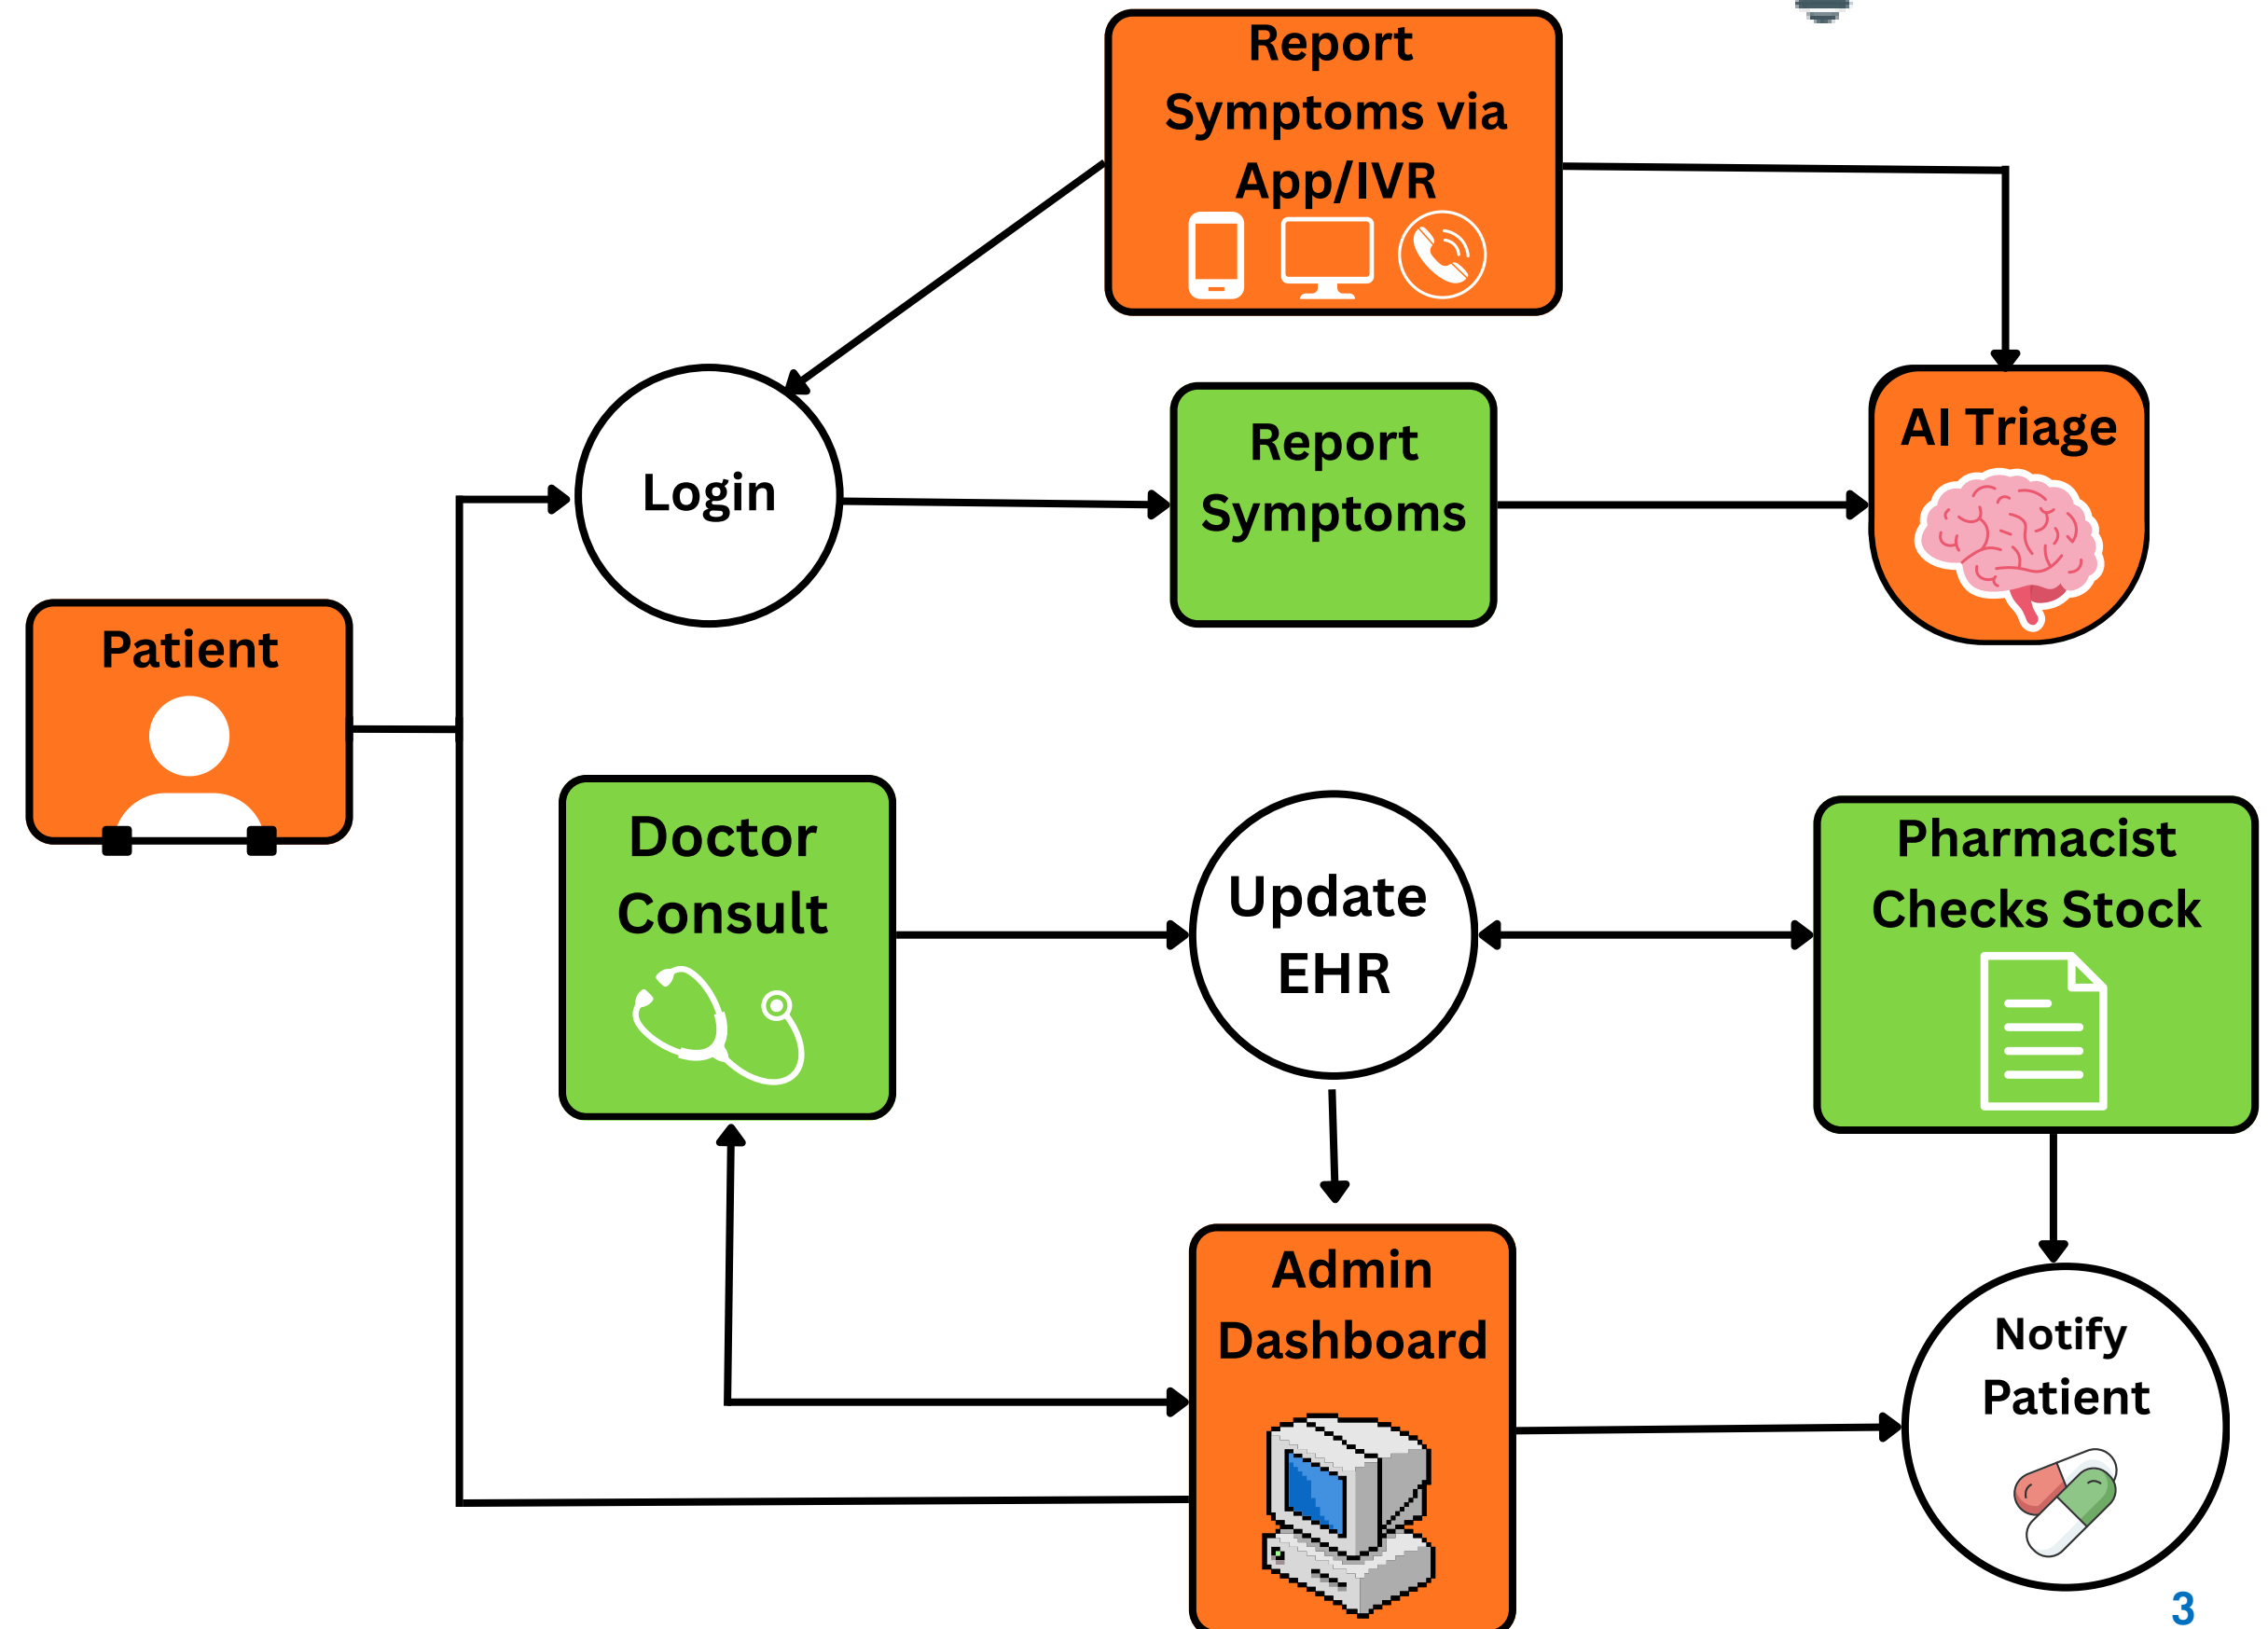 Report
Symptoms via
App/IVR
Login
Report
Symptoms
AI Triage
Patient
Doctor
Consult
Update
EHR
Pharmacist
Checks Stock
Admin
Dashboard
Notify
Patient
3